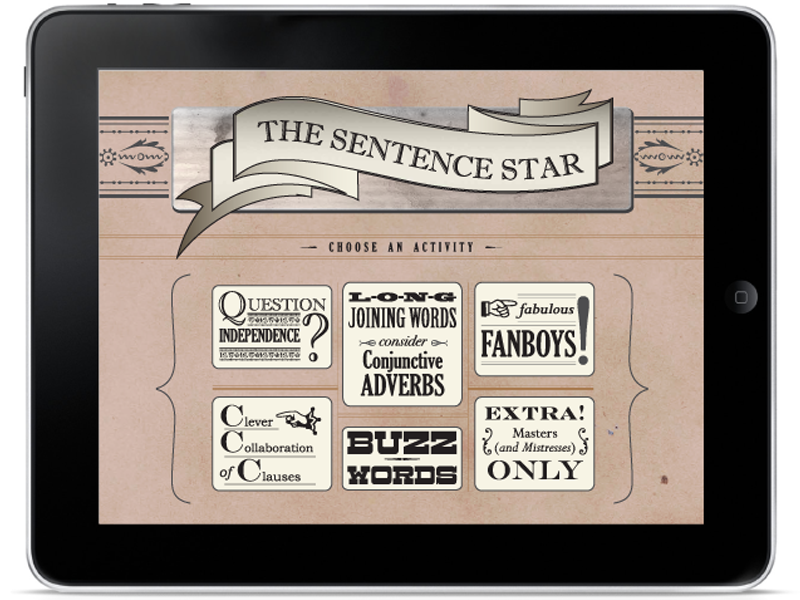 THE SENTENCE STAR
CHOOSE AN ACTIVITY
QUESTION
INDEPENDENCE ?
L-O-N-G
JOINING WORDS
consider
Conjunctive
ADVERBS
fabulous
FANBOYS!
Clever
Collaboration
of Clauses
BUZZ
WORDS
EXTRA!
Masters
(and Mistresses)
ONLY